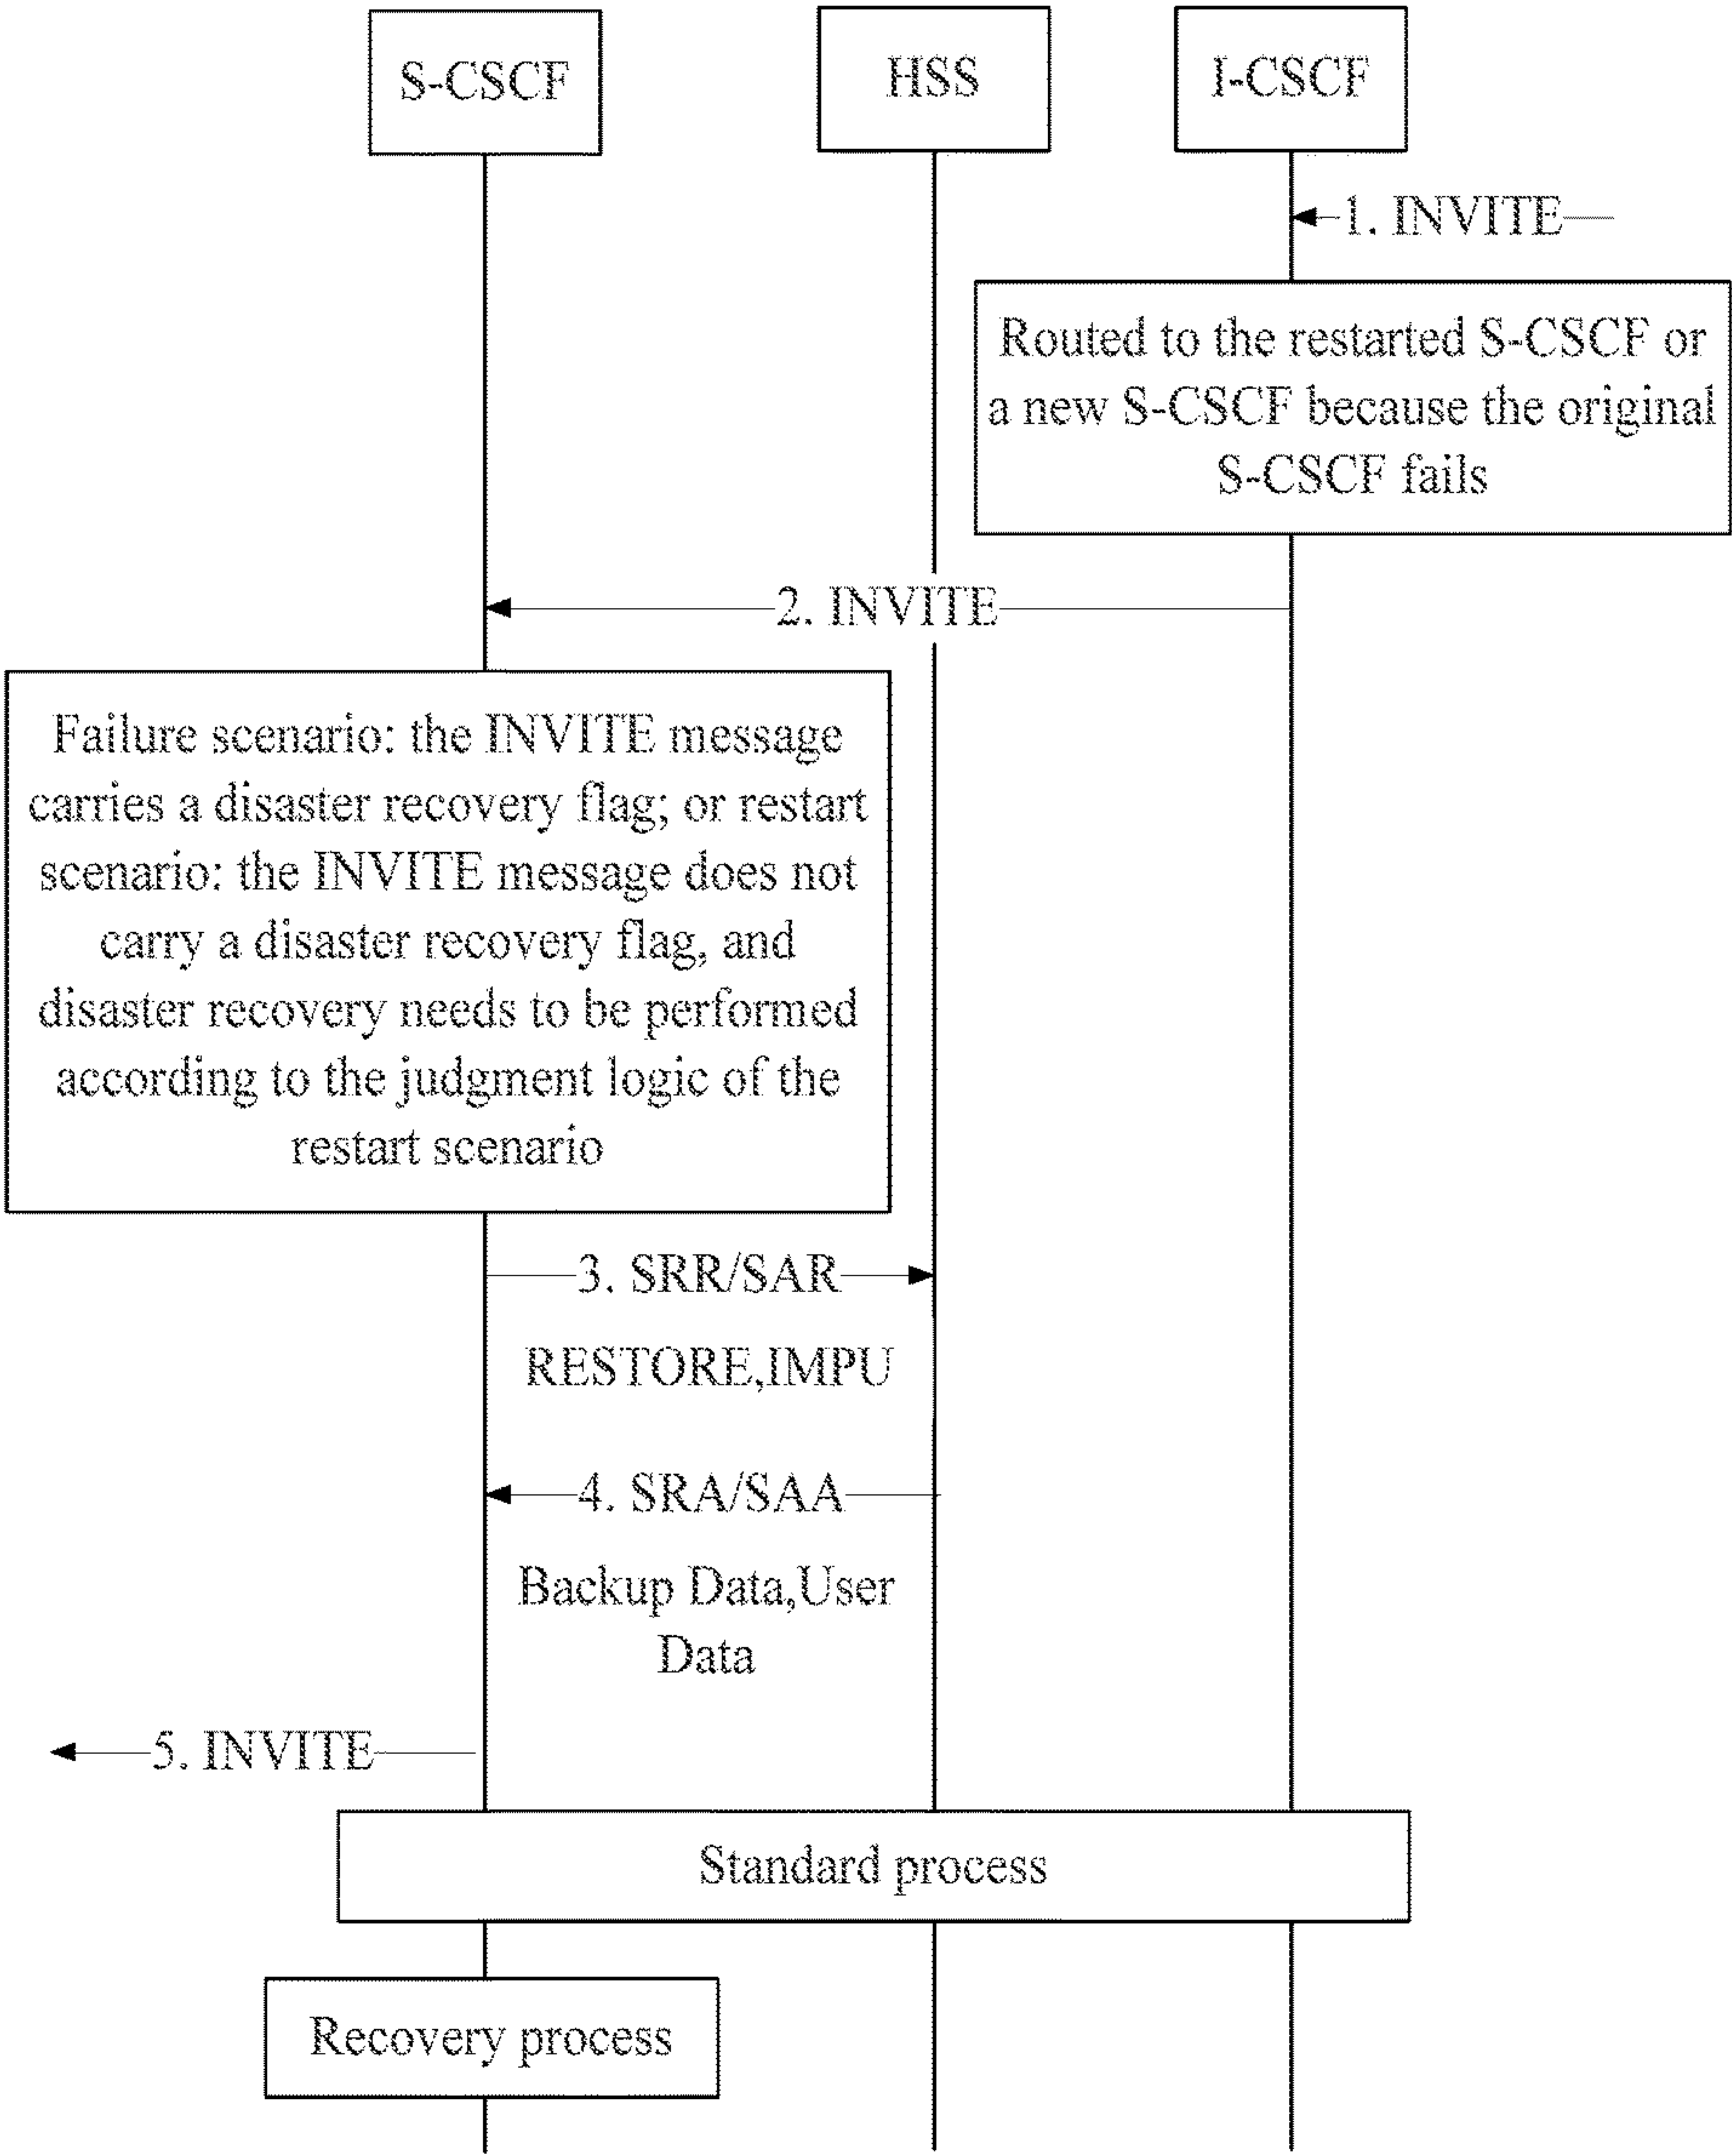 S-CSCF
HSS
I-CSCF
1. INVITE
Routed to the restarted S-CSCF or
a new S-CSCF because the original
S-CSCF fails
2. INVITE
Failure scenario: the INVITE message
carries a disaster recovery flag; or restart
scenario: the INVITE message does not
carry a disaster recovery flag, and
disaster recovery needs to be performed
according to the judgment logic of the
restart scenario
3. SRR/SAR
RESTORE,IMPU
4. SRA/SAA
Backup Data,User
Data
5. INVITE
Standard process
Recovery process